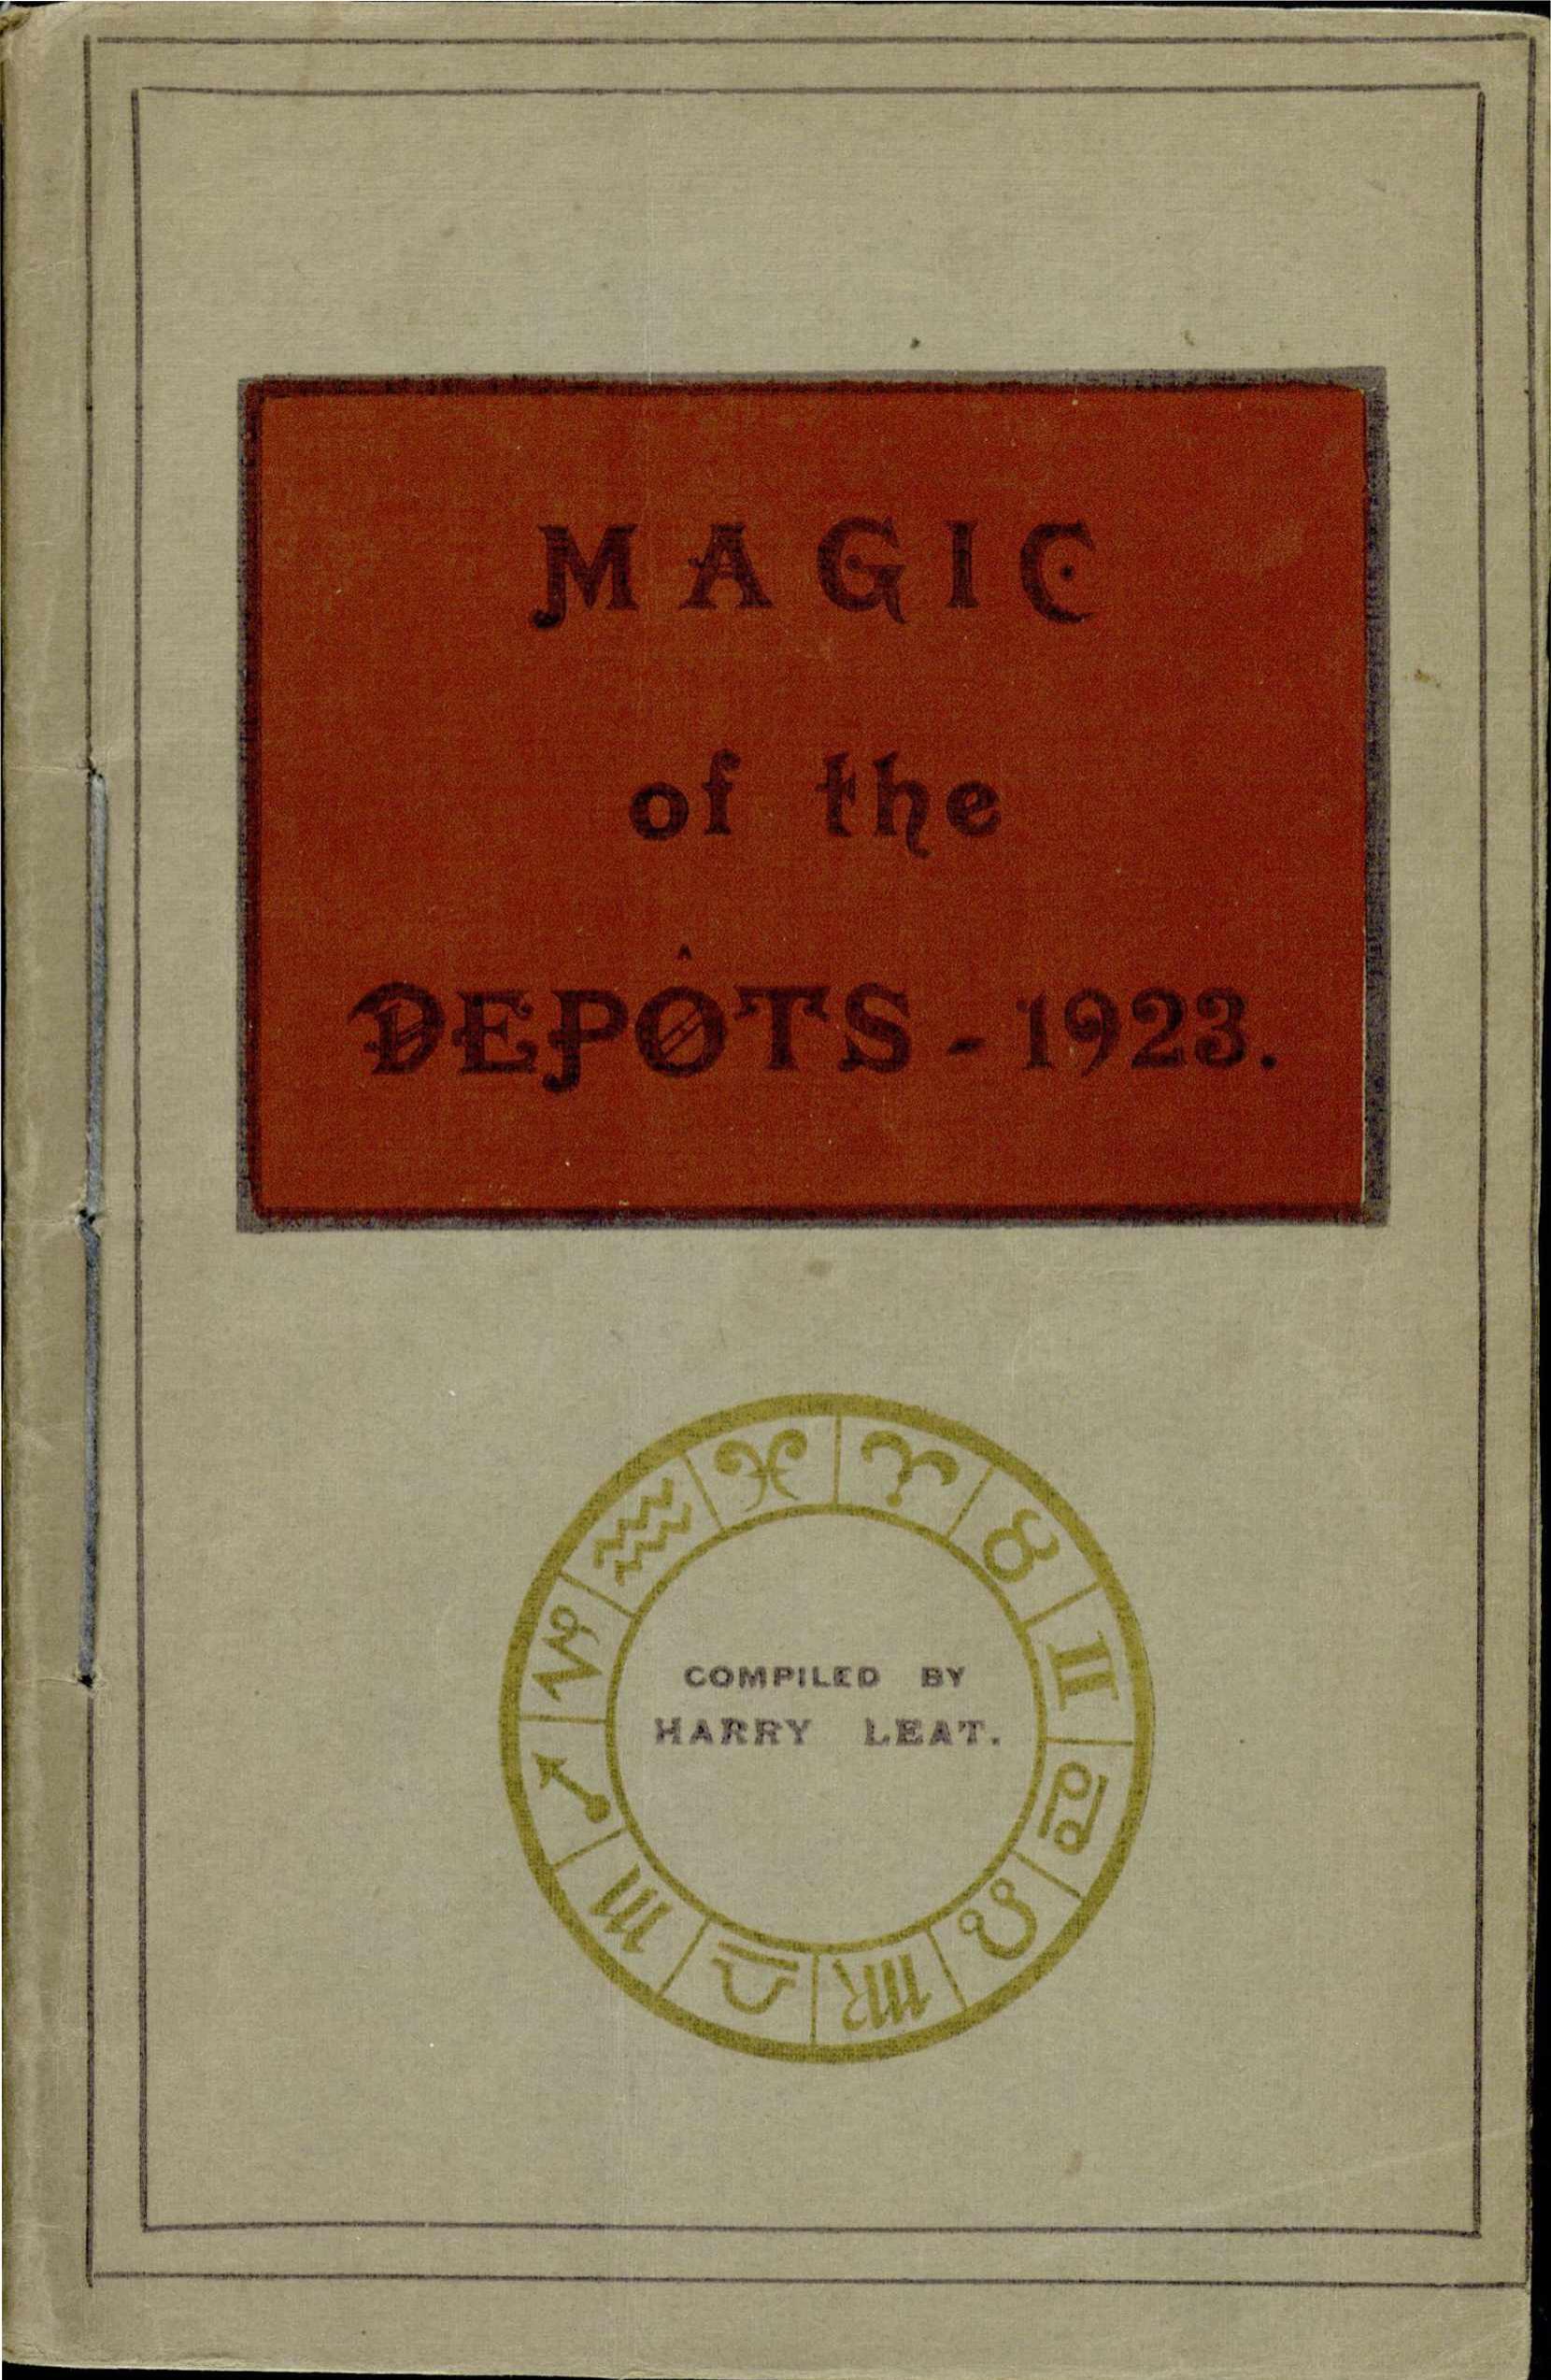 MAGIC
of the
DEPÔTS - 1923.
COMPILED BY
HARRY LEAT.